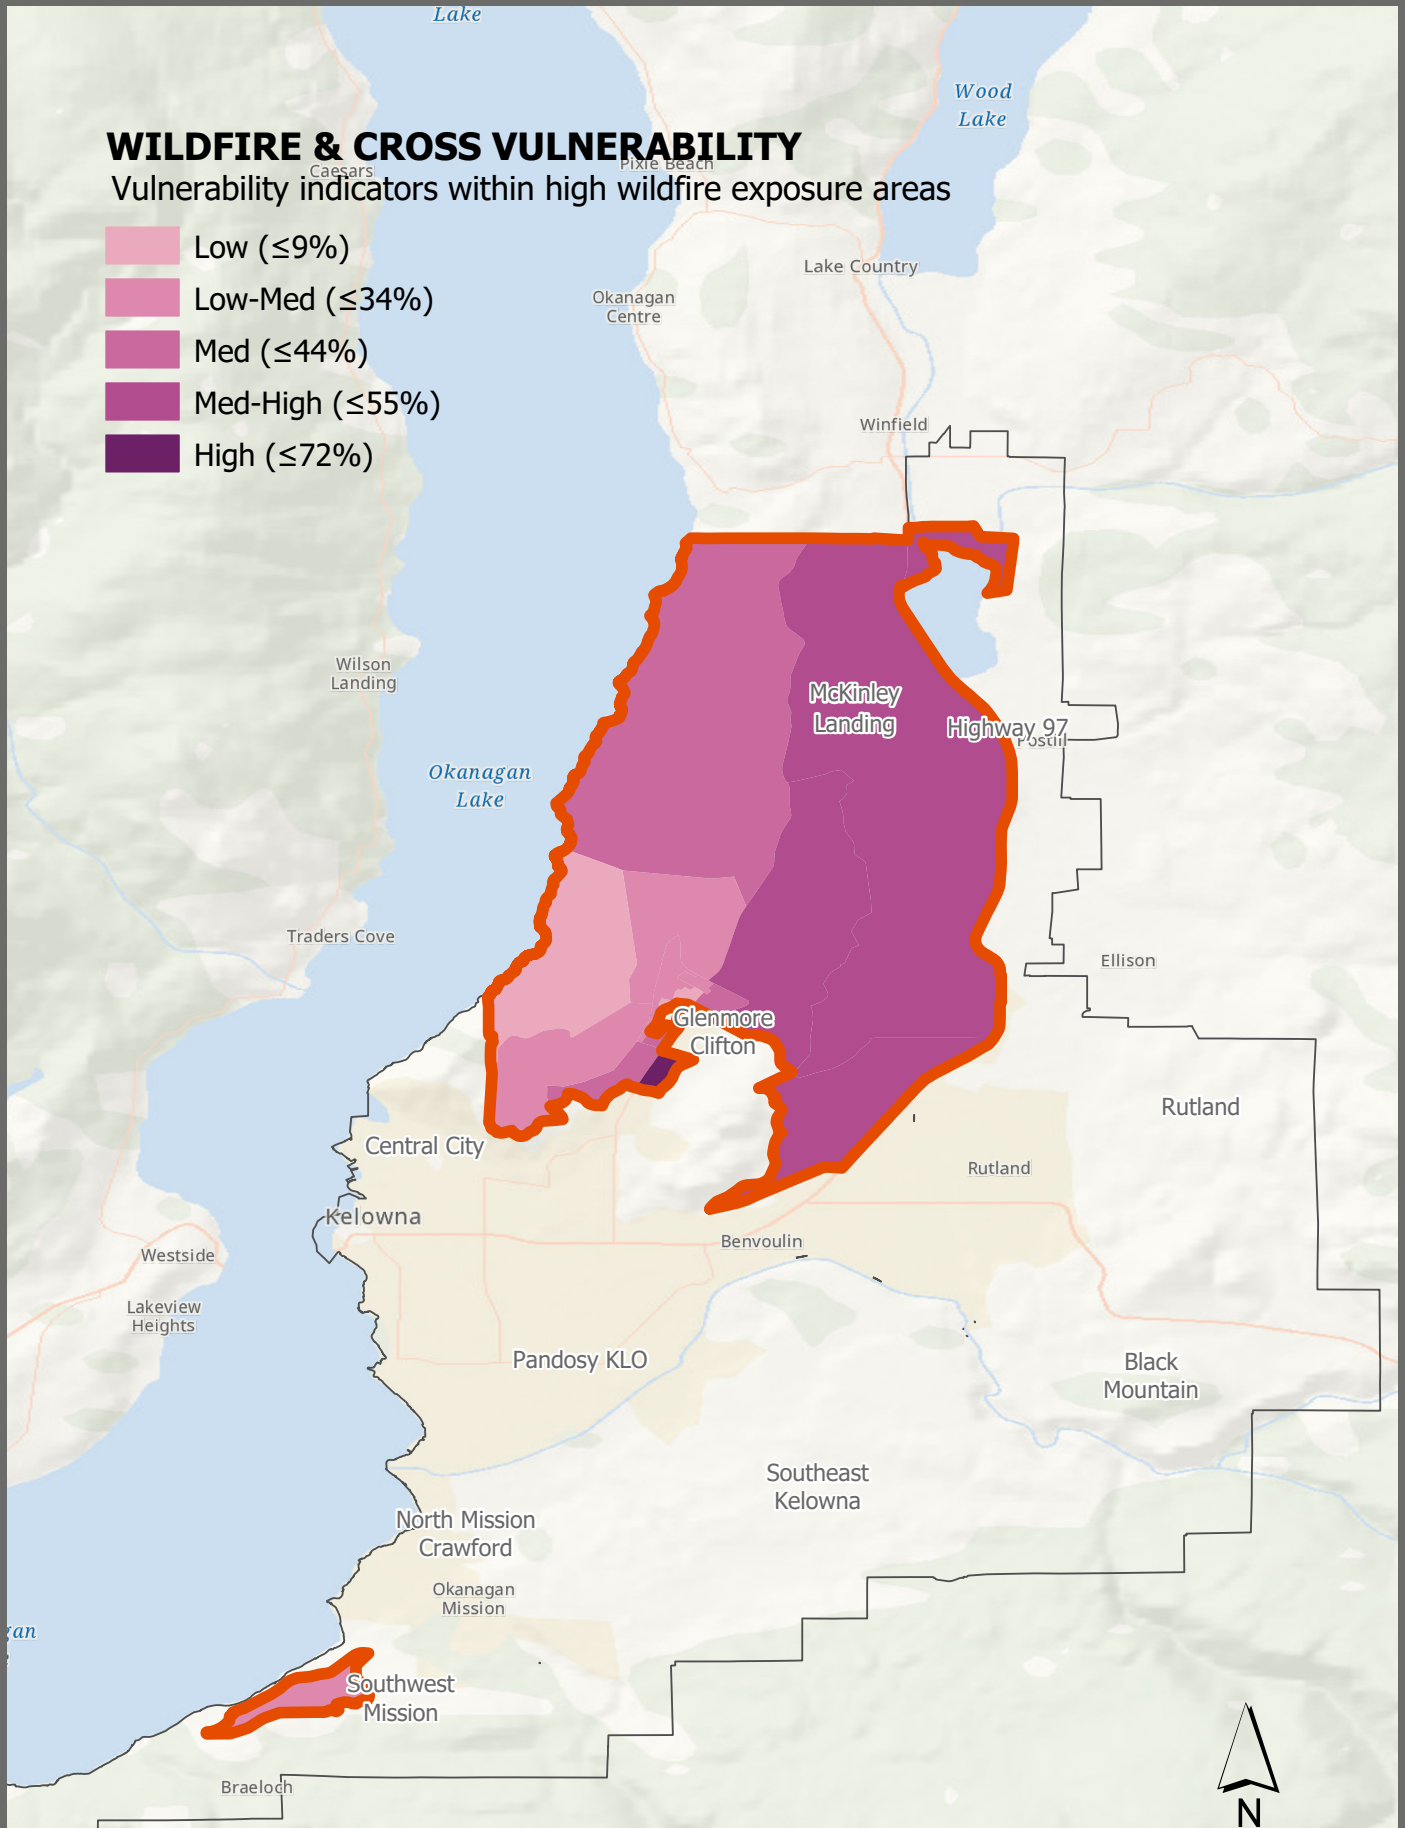 Lake
Wood
Lake
WILDFIRE & CROSS VULNERABILITY
Caesars
Pixie Beach
Vulnerability indicators within high wildfire exposure areas
Low (≤9%)
Low-Med (≤34%)
Med (≤44%)
Med-High (≤55%)
High (≤72%)
Lake Country
Okanagan
Centre
Winfield
Wilson
Landing
McKinley
Landing
Highway 97
Postill
Okanagan
Lake
Traders Cove
Ellison
Glenmore
Clifton
Rutland
Central City
Rutland
Kelowna
Benvoulin
Westside
Lakeview
Heights
Pandosy KLO
Black
Mountain
Southeast
Kelowna
North Mission
Crawford
Okanagan
Mission
Southwest
Mission
Braeloch
N